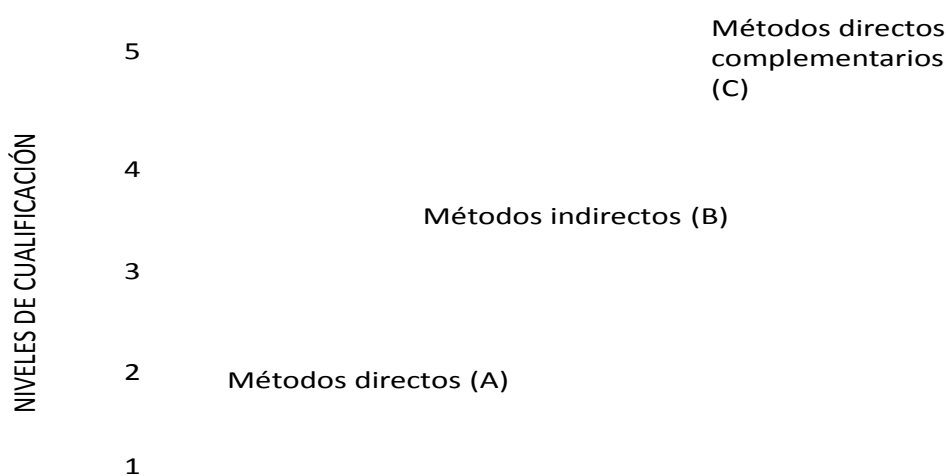 Métodos directos
complementarios
(C)
5
4
Métodos indirectos (B)
3
2
Métodos directos (A)
1
NIVELES DE CUALIFICACIÓN